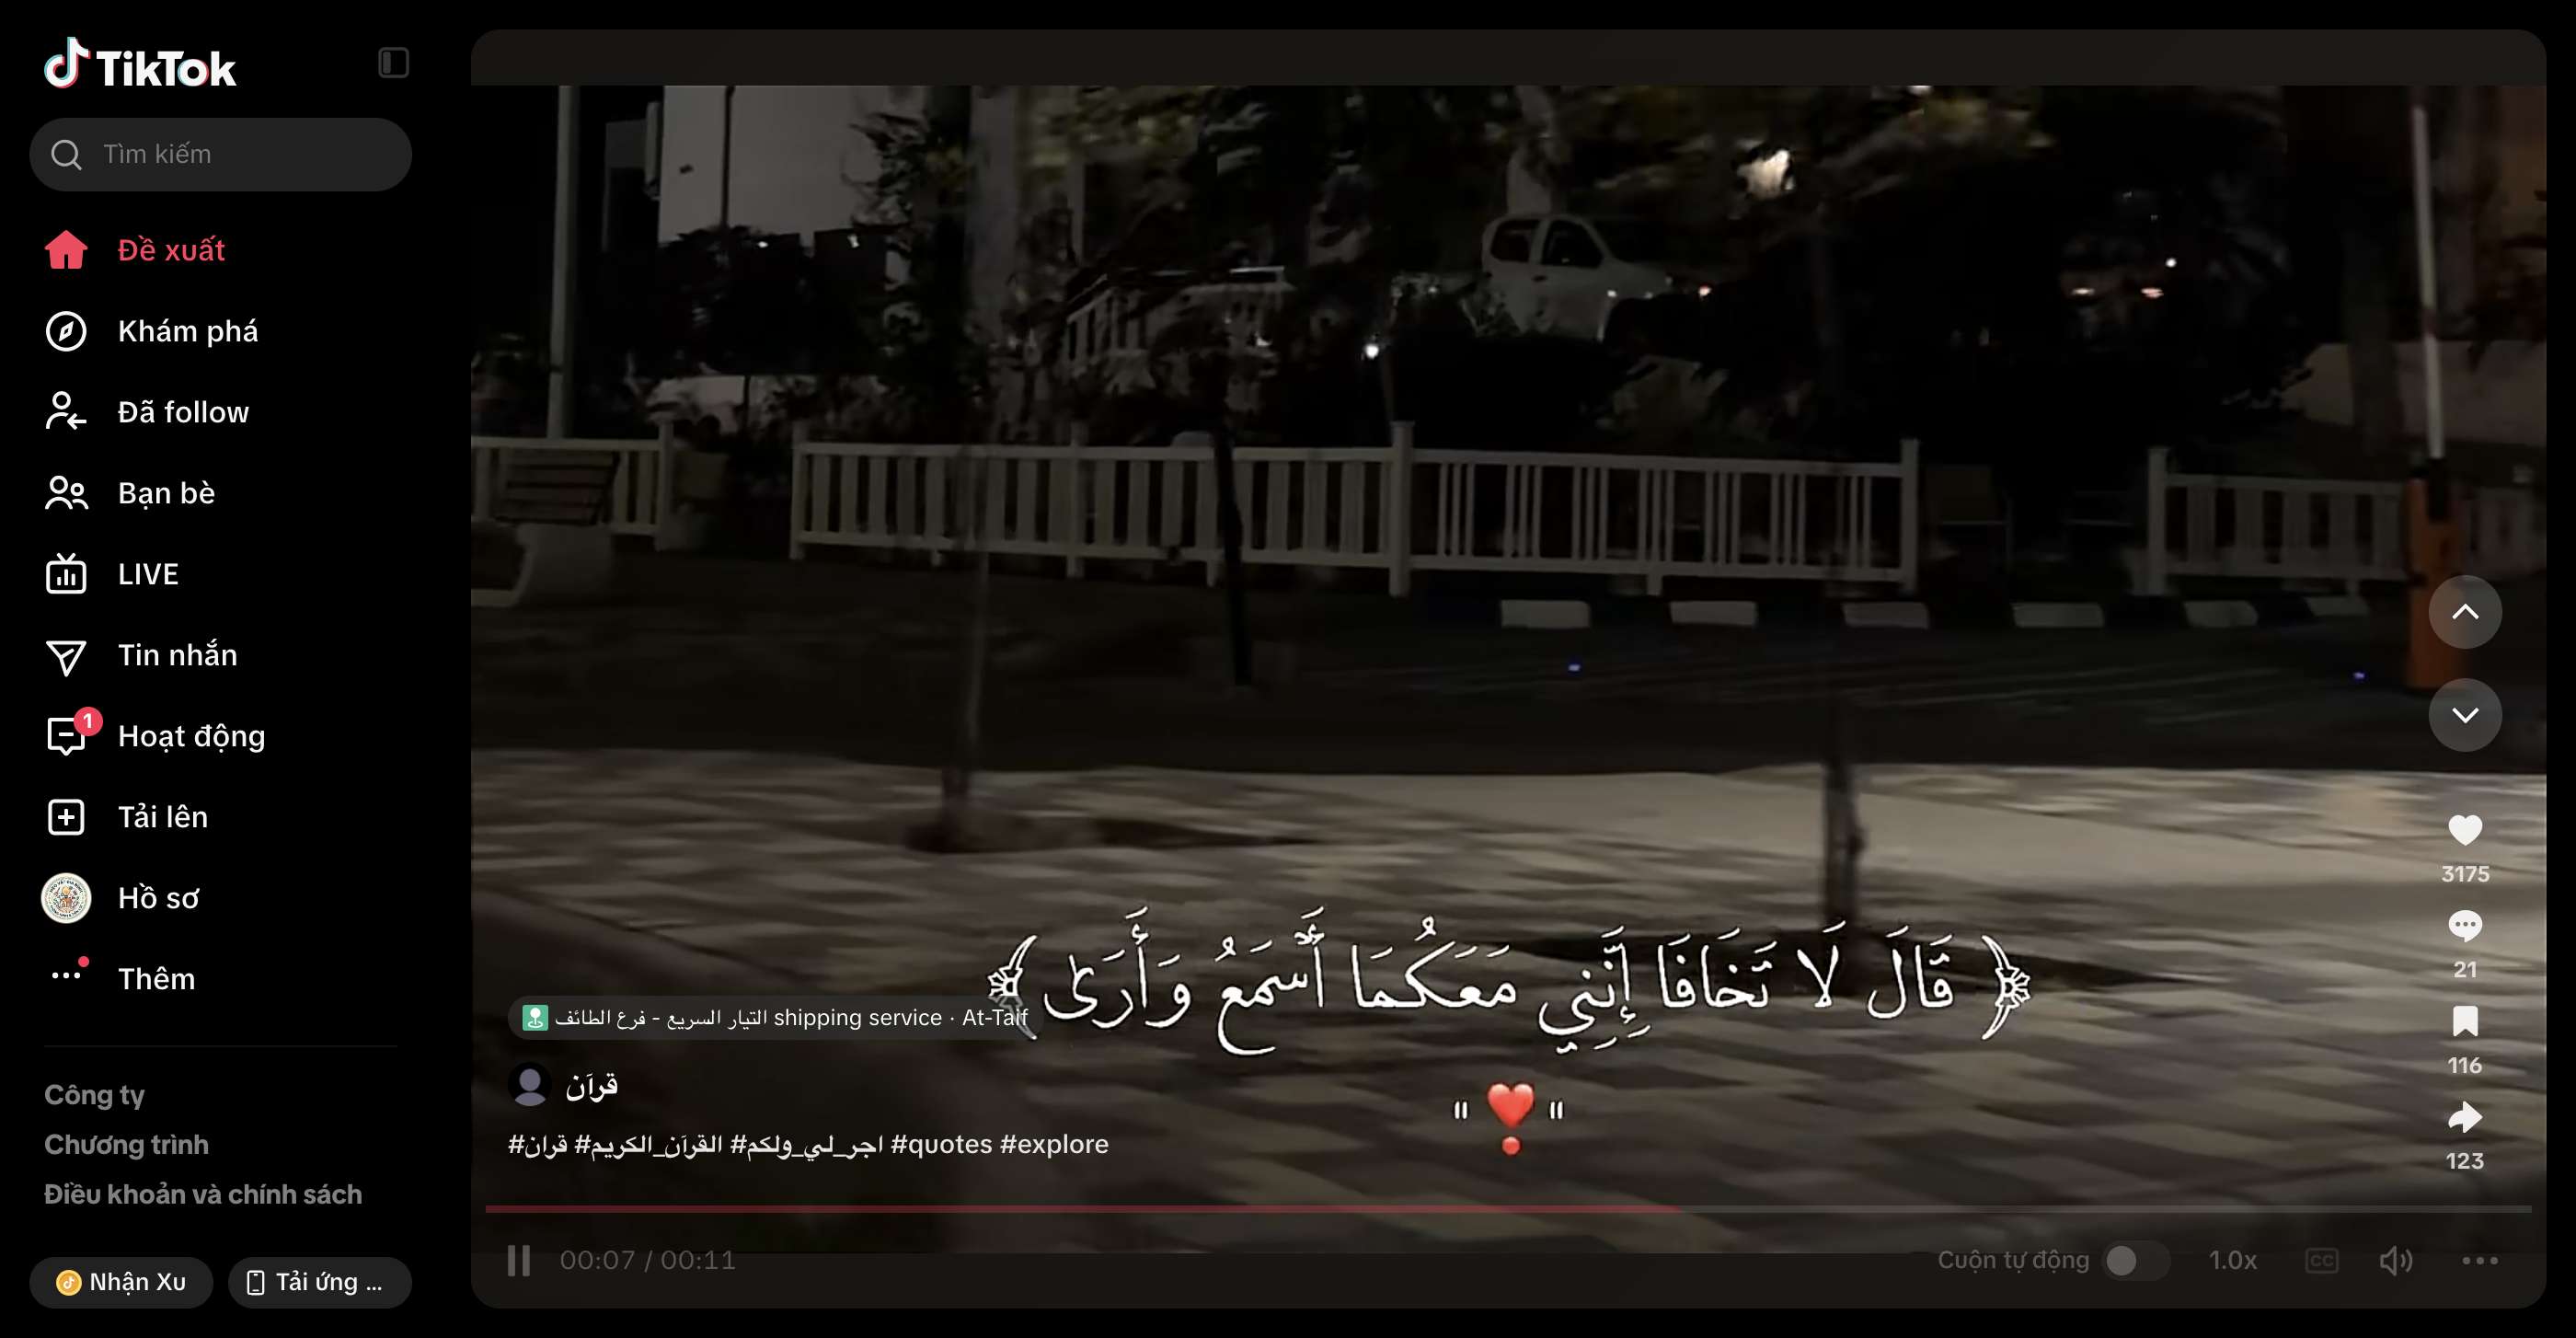 TikTok
Tìm kiếm
Đề xuất
Khám phá
Đã follow
Bạn bè
LIVE
Tin nhắn
1
Hoạt động
Tải lên
Hồ sơ
Thêm
Công ty
Chương trình
Điều khoản và chính sách
Nhận Xu
Tải ứng ...
﴿ قَالَ لَا تَخَافَا إِنَّنِي مَعَكُمَا أَسْمَعُ وَأَرَىٰ ﴾
"❣️"
التيار السريع - فرع الطائف shipping service · At-Taif
قرآن
#قران #القرآن_الكريم #اجر_لي_ولكم #quotes #explore
3175
21
116
123
00:07 / 00:11
Cuộn tự động
1.0x
CC